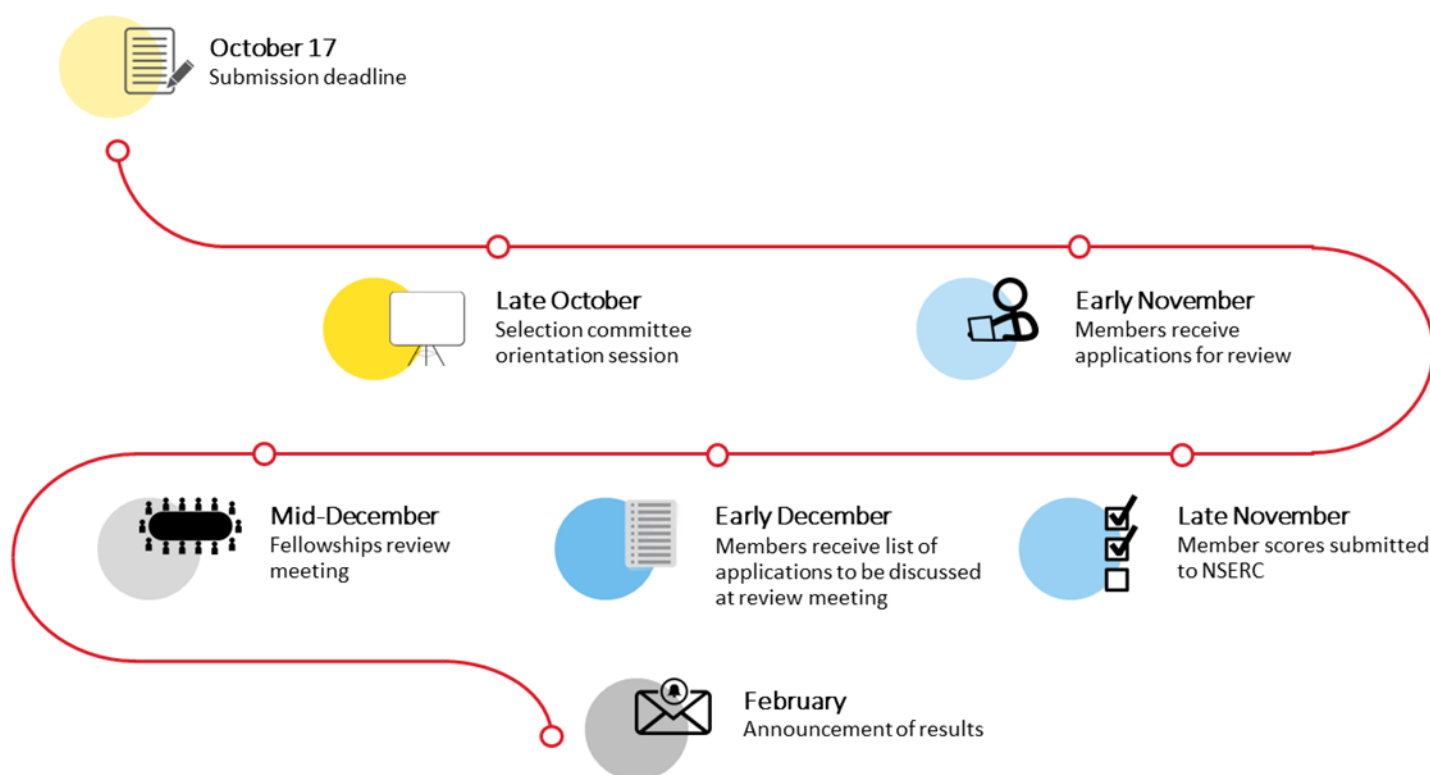 October 17
Submission deadline
Late October
Selection committee
orientation session
Early November
Members receive
applications for review
Late November
Member scores submitted
to NSERC
Early December
Members receive list of
applications to be discussed
at review meeting
Mid-December
Fellowships review
meeting
February
Announcement of results